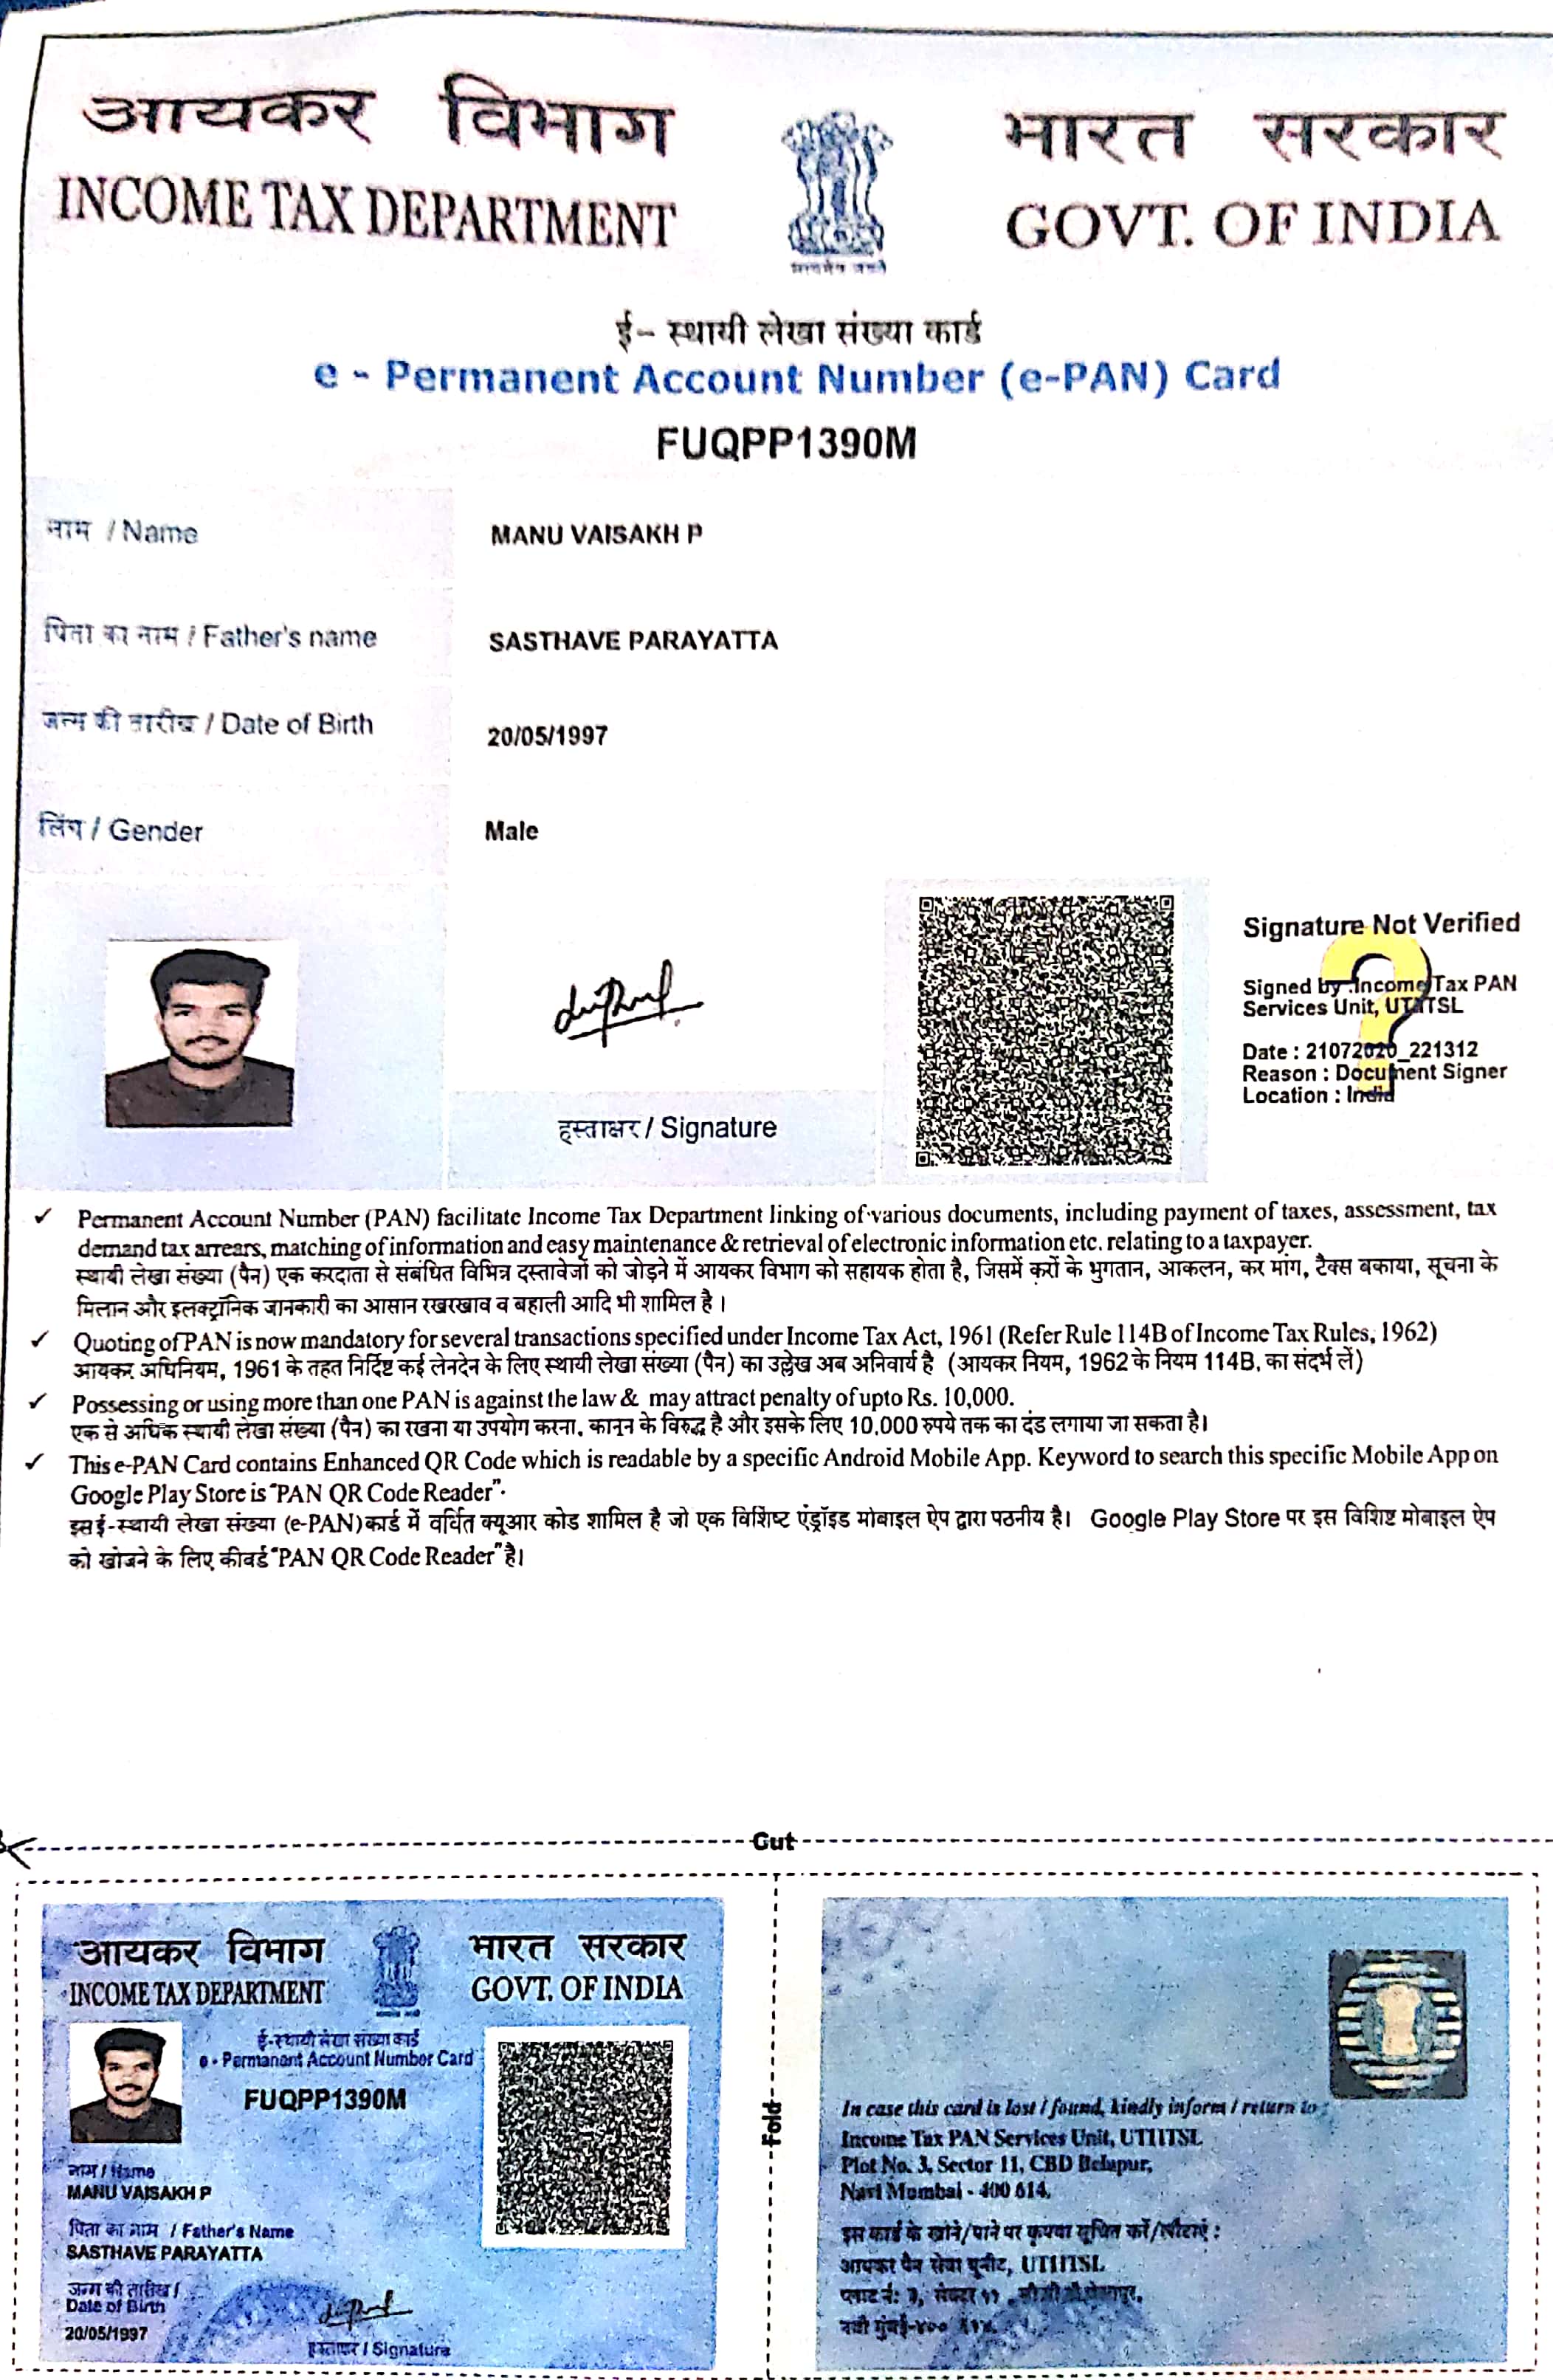 आयकर विभाग
INCOME TAX DEPARTMENT
भारत सरकार
GOVT. OF INDIA
ई- स्थायी लेखा संख्या कार्ड
e - Permanent Account Number (e-PAN) Card
FUQPP1390M
नाम / Name
MANU VAISAKH P
पिता का नाम / Father's name
SASTHAVE PARAYATTA
जन्म की तारीख / Date of Birth
20/05/1997
लिंग / Gender
Male
हस्ताक्षर / Signature
Signature Not Verified
Signed by :Income Tax PAN
Services Unit, UTIITSL
Date : 21072020_221312
Reason : Document Signer
Location : India
✓ Permanent Account Number (PAN) facilitate Income Tax Department linking of various documents, including payment of taxes, assessment, tax
demand tax arrears, matching of information and easy maintenance & retrieval of electronic information etc. relating to a taxpayer.
स्थायी लेखा संख्या (पैन) एक करदाता से संबंधित विभिन्न दस्तावेजों को जोड़ने में आयकर विभाग को सहायक होता है, जिसमें करों के भुगतान, आकलन, कर मांग, टैक्स बकाया, सूचना के
मिलान और इलक्ट्रॉनिक जानकारी का आसान रखरखाव व बहाली आदि भी शामिल है ।
✓ Quoting of PAN is now mandatory for several transactions specified under Income Tax Act, 1961 (Refer Rule 114B of Income Tax Rules, 1962)
आयकर अधिनियम, 1961 के तहत निर्दिष्ट कई लेनदेन के लिए स्थायी लेखा संख्या (पैन) का उल्लेख अब अनिवार्य है (आयकर नियम, 1962 के नियम 114B, का संदर्भ लें)
✓ Possessing or using more than one PAN is against the law & may attract penalty of upto Rs. 10,000.
एक से अधिक स्थायी लेखा संख्या (पैन) का रखना या उपयोग करना, कानून के विरुद्ध है और इसके लिए 10,000 रुपये तक का दंड लगाया जा सकता है।
✓ This e-PAN Card contains Enhanced QR Code which is readable by a specific Android Mobile App. Keyword to search this specific Mobile App on
Google Play Store is "PAN QR Code Reader".
इस ई-स्थायी लेखा संख्या (e-PAN) कार्ड में वर्धित क्यूआर कोड शामिल है जो एक विशिष्ट एंड्रॉइड मोबाइल ऐप द्वारा पठनीय है। Google Play Store पर इस विशिष्ट मोबाइल ऐप
को खोजने के लिए कीवर्ड "PAN QR Code Reader" है।
Cut
आयकर विभाग
INCOME TAX DEPARTMENT
भारत सरकार
GOVT. OF INDIA
ई-स्थायी लेखा संख्या कार्ड
e - Permanent Account Number Card
FUQPP1390M
नाम / Name
MANU VAISAKH P
पिता का नाम / Father's Name
SASTHAVE PARAYATTA
जन्म की तारीख /
Date of Birth
20/05/1997
हस्ताक्षर / Signature
Fold
In case this card is lost / found, kindly inform / return to :
Income Tax PAN Services Unit, UTIITSL
Plot No. 3, Sector 11, CBD Belapur,
Navi Mumbai - 400 614.
इस कार्ड के खोने/पाने पर कृपया सूचित करें/लौटाएं :
आयकर पैन सेवा यूनीट, UTIITSL
प्लाट नं: ३, सेक्टर ११ ,
नवी मुंबई-४००